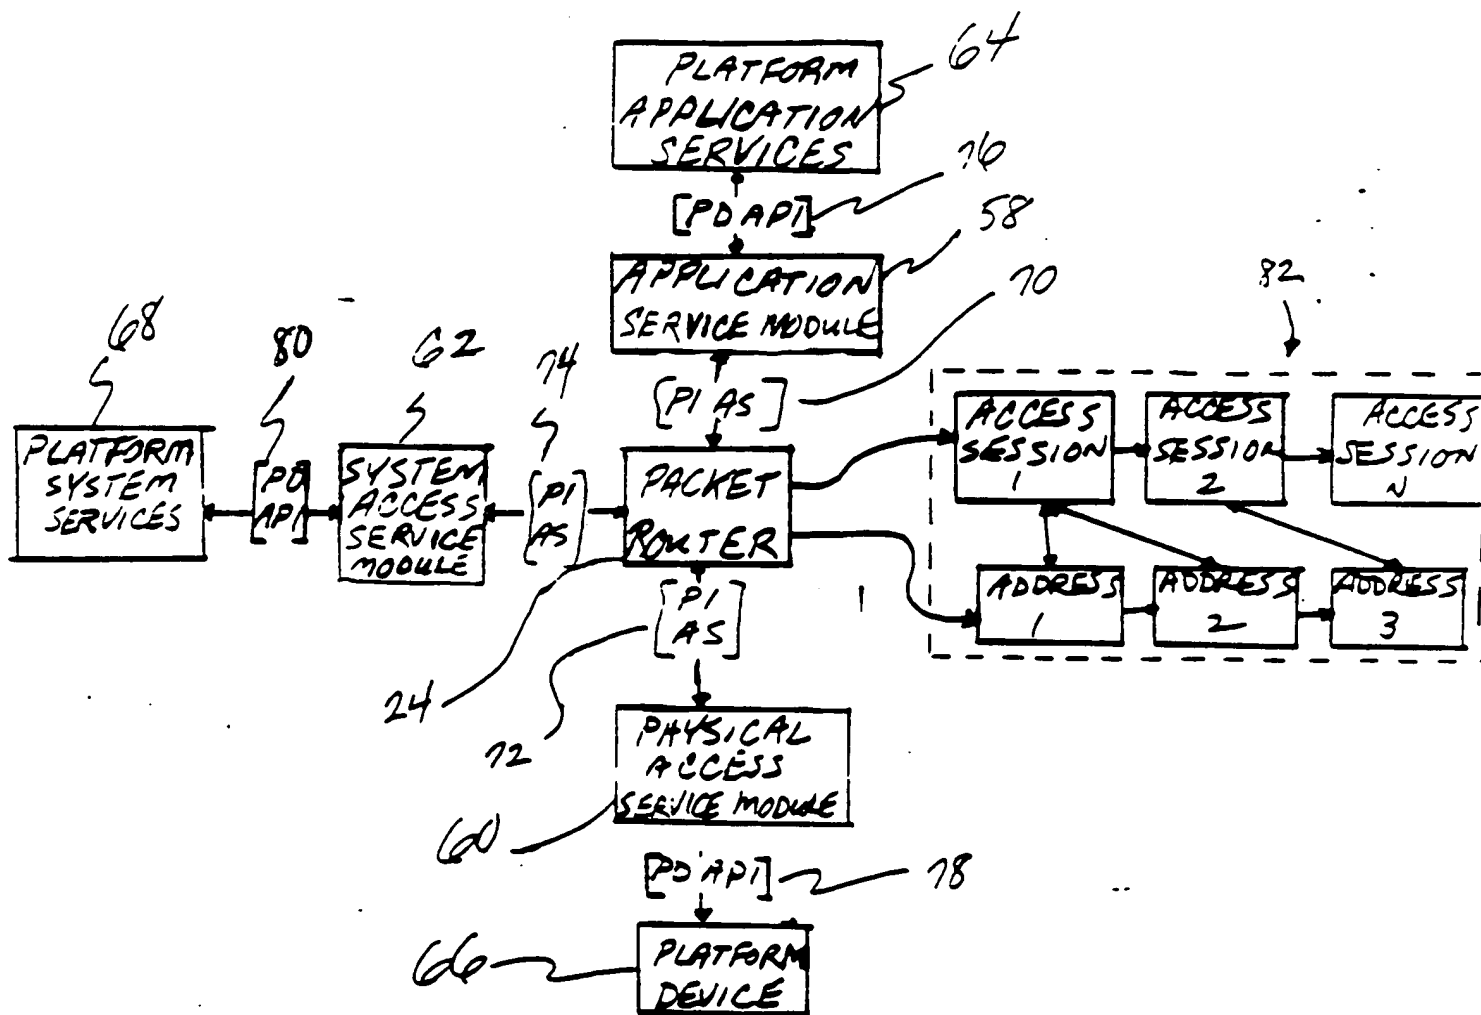 PLATFORM
APPLICATION
SERVICES
64
[PD API]
76
APPLICATION
SERVICE MODULE
58
[PI AS]
70
68
80
62
74
82
PLATFORM
SYSTEM
SERVICES
[PD
API]
SYSTEM
ACCESS
SERVICE
MODULE
[PI
AS]
PACKET
ROUTER
24
ACCESS
SESSION
1
ACCESS
SESSION
2
ACCESS
SESSION
N
ADDRESS
1
ADDRESS
2
ADDRESS
3
[PI
AS]
72
PHYSICAL
ACCESS
SERVICE MODULE
60
[PD API]
78
PLATFORM
DEVICE
66